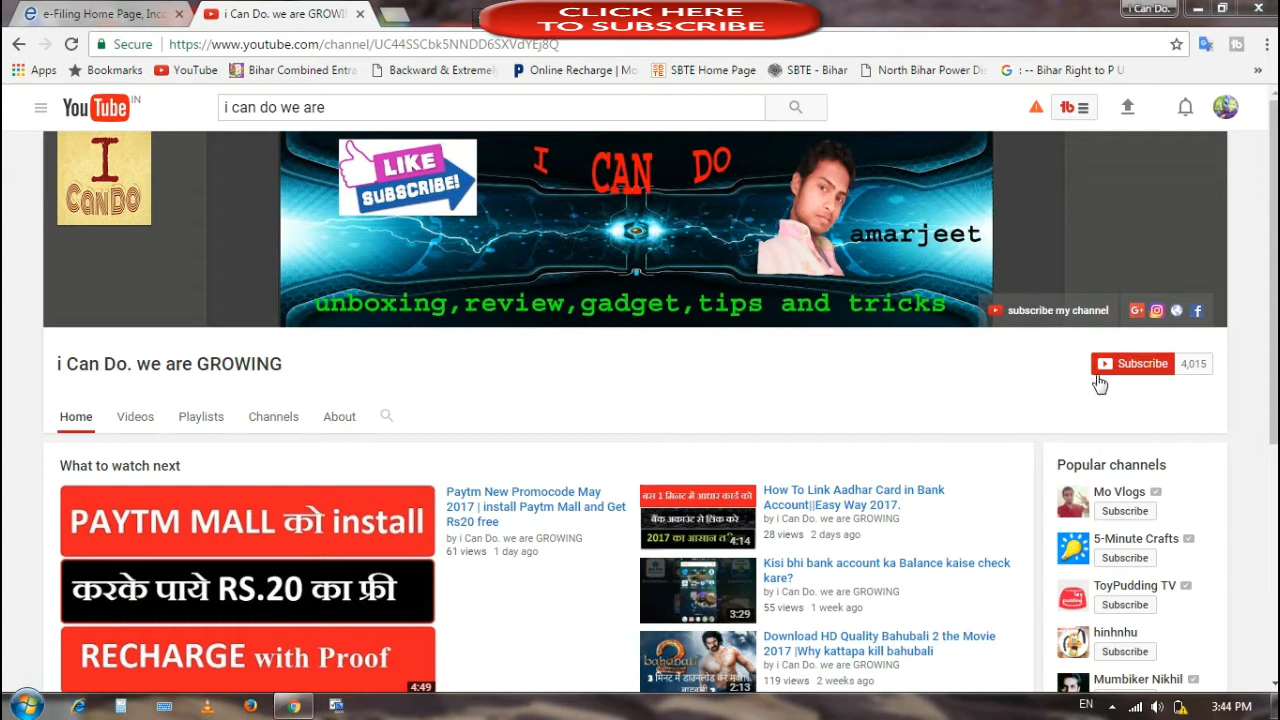 CLICK HERE
TO SUBSCRIBE
e-Filing Home Page, Inco
i Can Do. we are GROWI
i Can Do.
Secure
https://www.youtube.com/channel/UC44SSCbk5NNDD6SXVdYEj8Q
Apps
Bookmarks
YouTube
Bihar Combined Entra
Backward & Extremely
Online Recharge | Mo
SBTE Home Page
SBTE - Bihar
North Bihar Power Di
: -- Bihar Right to P U
YouTube IN
i can do we are
I
CANDO
LIKE
SUBSCRIBE!
I CAN DO
amarjeet
unboxing,review,gadget,tips and tricks
subscribe my channel
i Can Do. we are GROWING
Subscribe 4,015
Home Videos Playlists Channels About
What to watch next
PAYTM MALL को install
करके पाये RS.20 का फ्री
RECHARGE with Proof
4:49
Paytm New Promocode May
2017 | install Paytm Mall and Get
Rs20 free
by i Can Do. we are GROWING
61 views 1 day ago
बस 1 मिनट में आधार कार्ड को
बैंक अकाउंट से लिंक करे
2017 का आसान
4:14
How To Link Aadhar Card in Bank
Account||Easy Way 2017.
by i Can Do. we are GROWING
28 views 2 days ago
3:29
Kisi bhi bank account ka Balance kaise check
kare?
by i Can Do. we are GROWING
55 views 1 week ago
2:13
Download HD Quality Bahubali 2 the Movie
2017 |Why kattapa kill bahubali
by i Can Do. we are GROWING
119 views 2 weeks ago
Popular channels
Mo Vlogs
Subscribe
5-Minute Crafts
Subscribe
ToyPudding TV
Subscribe
hinhnhu
Subscribe
Mumbiker Nikhil
EN
3:44 PM